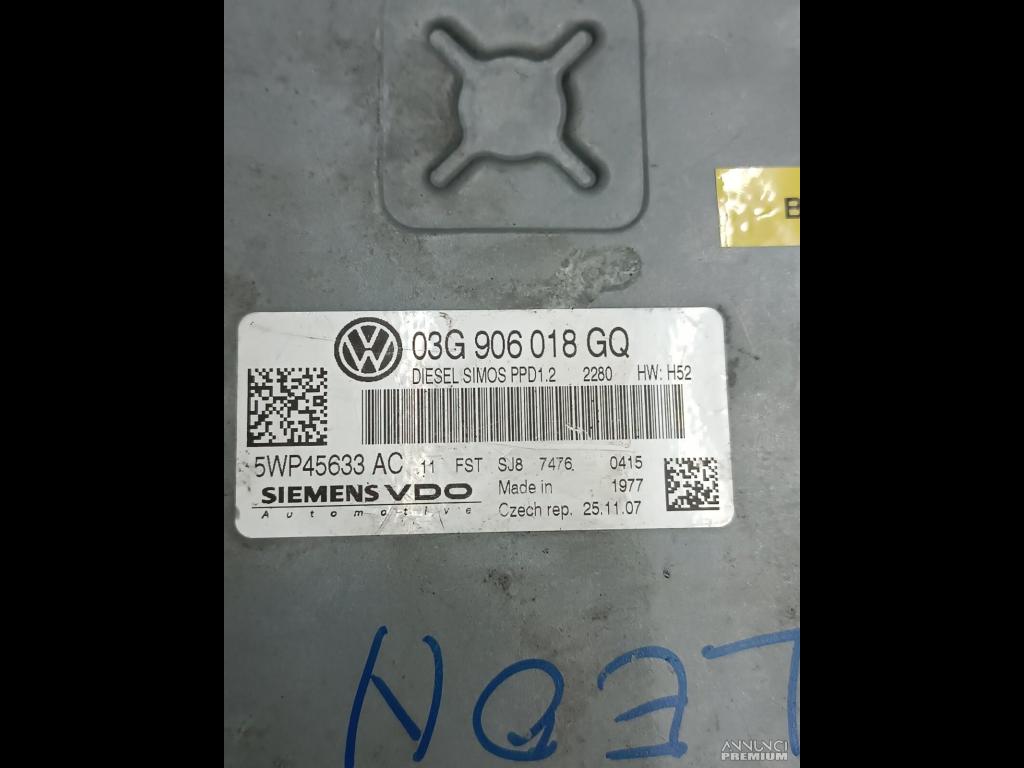 B
03G 906 018 GQ
DIESEL SIMOS PPD1.2 2280 HW: H52
5WP45633 AC 11 FST SJ8 7476 0415
SIEMENS VDO Made in 1977
Automotive Czech rep. 25.11.07
ANNUNCI
PREMIUM